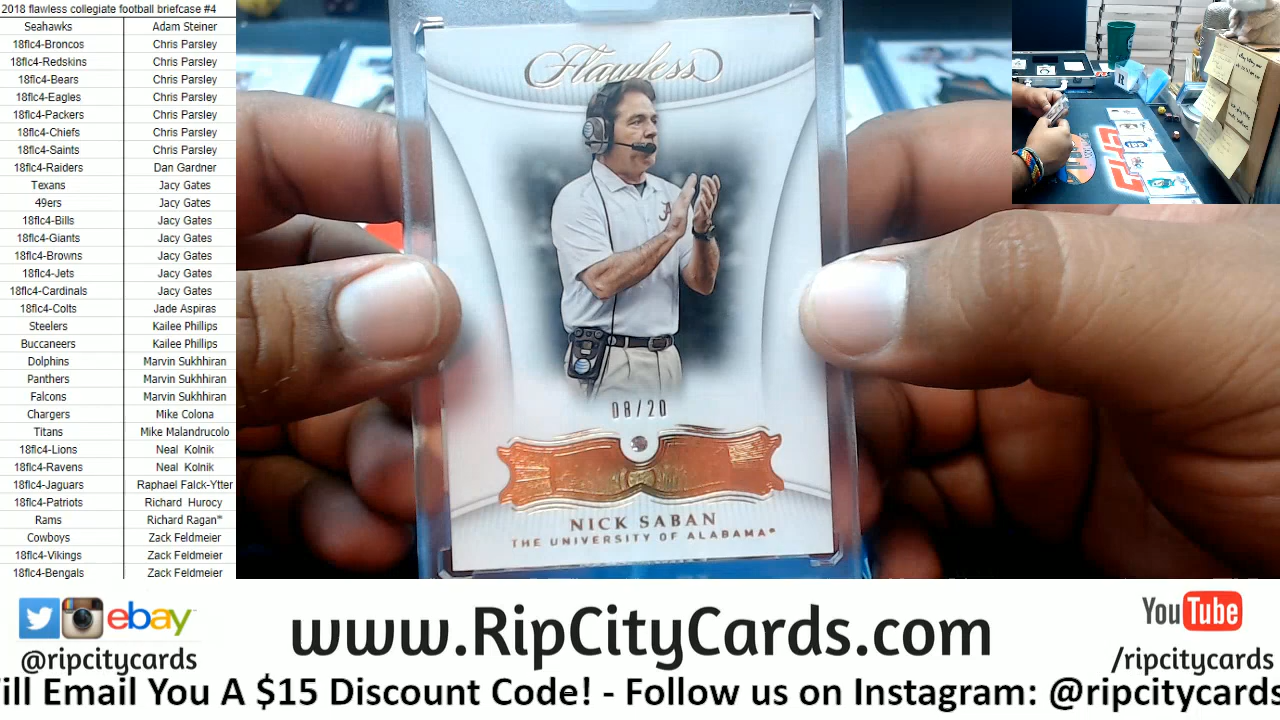 2018 flawless collegiate football briefcase #4
Seahawks Adam Steiner
18flc4-Broncos Chris Parsley
18flc4-Redskins Chris Parsley
18flc4-Bears Chris Parsley
18flc4-Eagles Chris Parsley
18flc4-Packers Chris Parsley
18flc4-Chiefs Chris Parsley
18flc4-Saints Chris Parsley
18flc4-Raiders Dan Gardner
Texans Jacy Gates
49ers Jacy Gates
18flc4-Bills Jacy Gates
18flc4-Giants Jacy Gates
18flc4-Browns Jacy Gates
18flc4-Jets Jacy Gates
18flc4-Cardinals Jacy Gates
18flc4-Colts Jade Aspiras
Steelers Kailee Phillips
Buccaneers Kailee Phillips
Dolphins Marvin Sukhhiran
Panthers Marvin Sukhhiran
Falcons Marvin Sukhhiran
Chargers Mike Colona
Titans Mike Malandrucolo
18flc4-Lions Neal Kolnik
18flc4-Ravens Neal Kolnik
18flc4-Jaguars Raphael Falck-Ytter
18flc4-Patriots Richard Hurocy
Rams Richard Ragan*
Cowboys Zack Feldmeier
18flc4-Vikings Zack Feldmeier
18flc4-Bengals Zack Feldmeier
Flawless
A
08/20
NICK SABAN
THE UNIVERSITY OF ALABAMA*
R
ebay
@ripcitycards
www.RipCityCards.com
YouTube
/ripcitycards
ill Email You A $15 Discount Code! - Follow us on Instagram: @ripcitycards